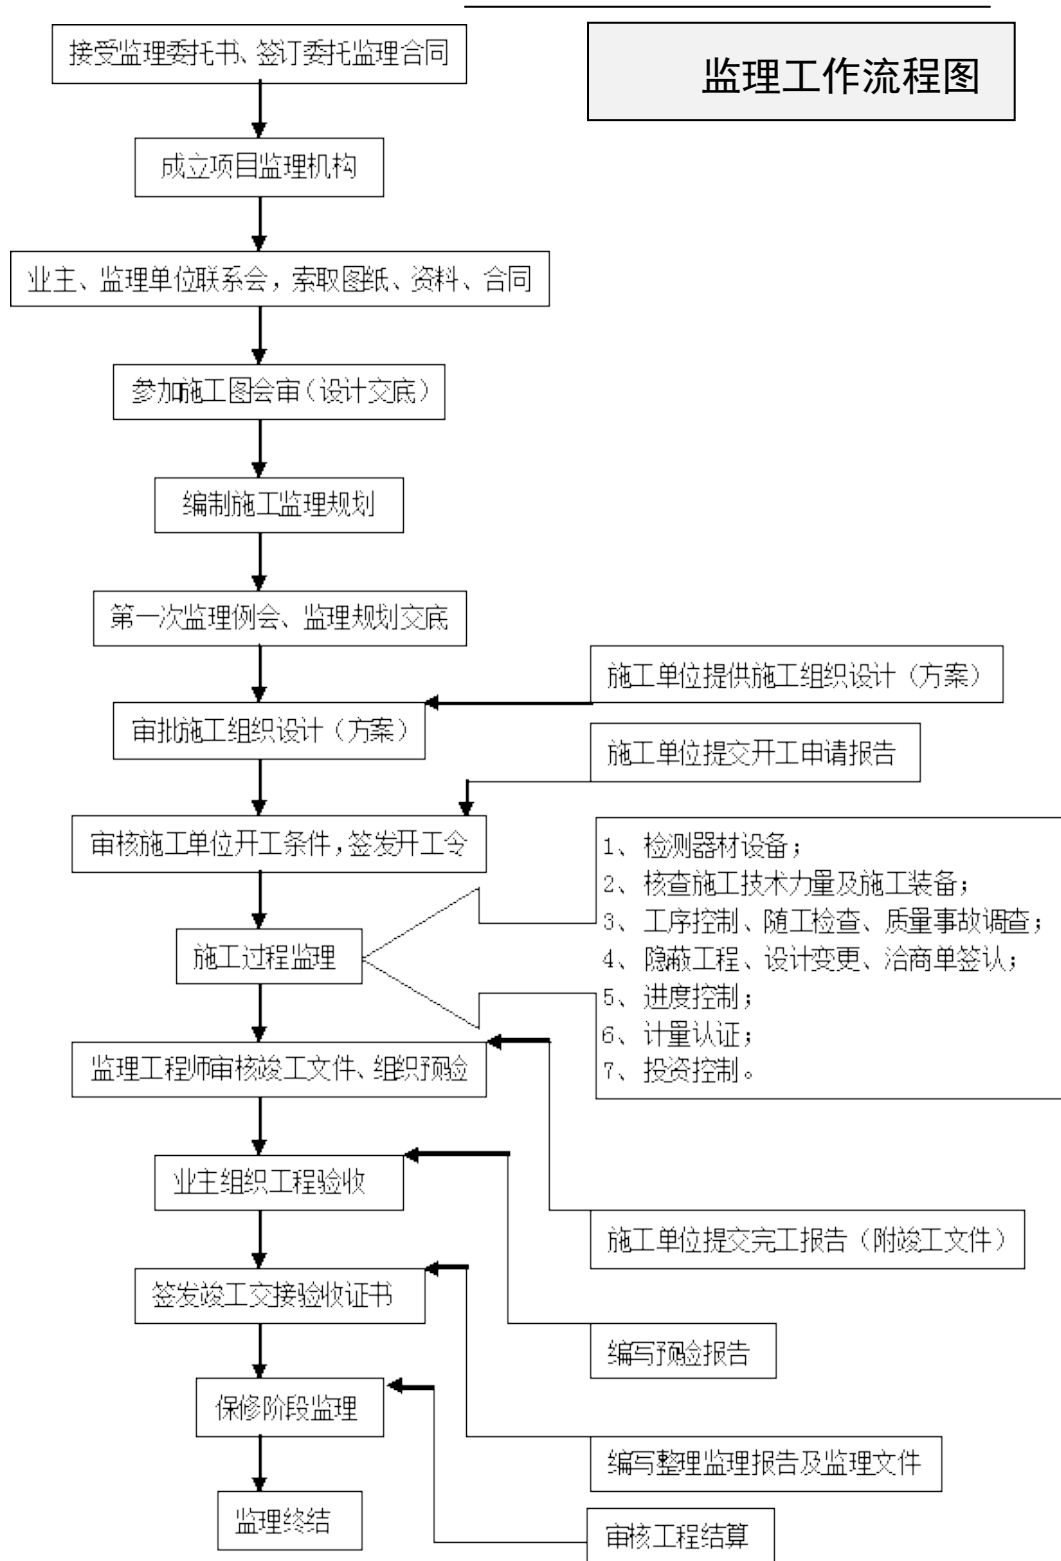 监理工作流程图
接受监理委托书、签订委托监理合同
成立项目监理机构
业主、监理单位联系会，索取图纸、资料、合同
参加施工图会审（设计交底）
编制施工监理规划
第一次监理例会、监理规划交底
施工单位提供施工组织设计（方案）
审批施工组织设计（方案）
施工单位提交开工申请报告
审核施工单位开工条件，签发开工令
1、检测器材设备；
2、核查施工技术力量及施工装备；
3、工序控制、随工检查、质量事故调查；
4、隐蔽工程、设计变更、洽商单签认；
5、进度控制；
6、计量认证；
7、投资控制。
施工过程监理
监理工程师审核竣工文件、组织预验
业主组织工程验收
施工单位提交完工报告（附竣工文件）
签发竣工交接验收证书
编写预验报告
保修阶段监理
编写整理监理报告及监理文件
监理终结
审核工程结算